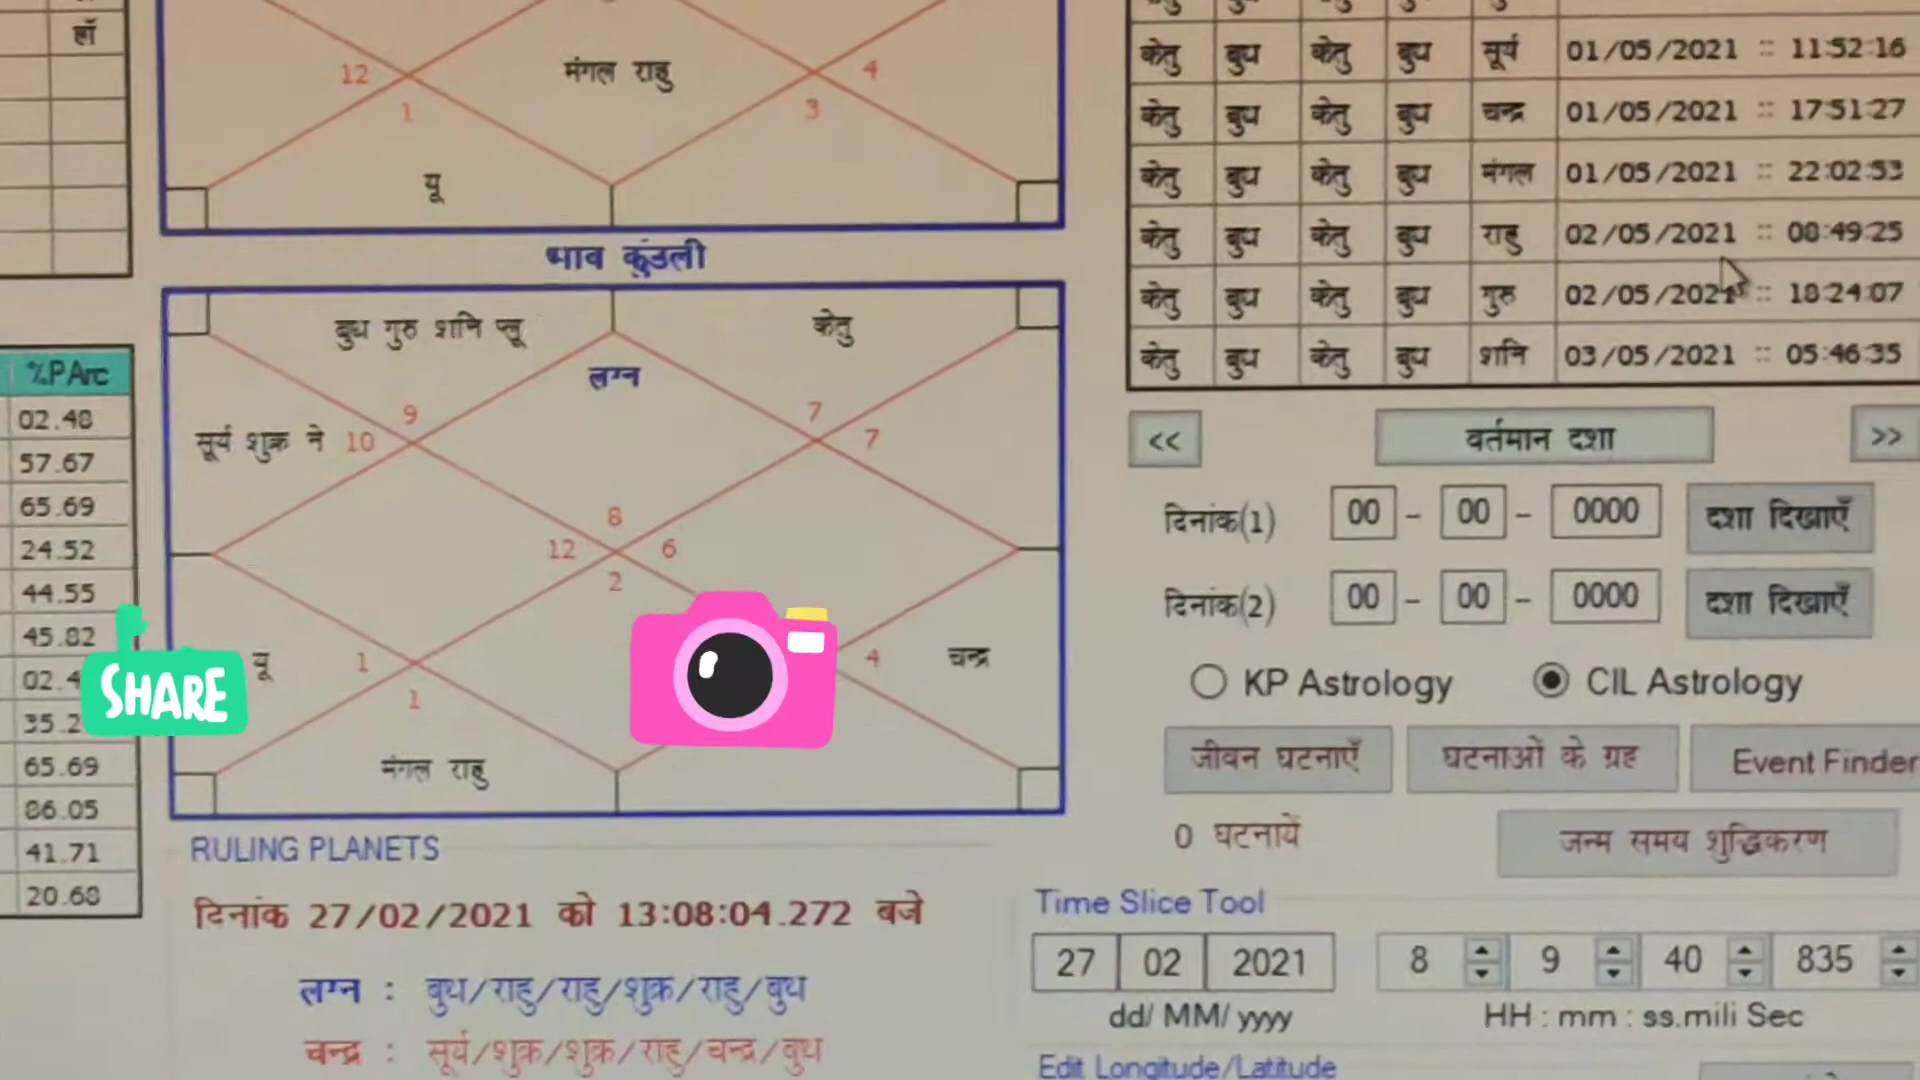 लॉ
12
मंगल राहु
4
1
3
यू
भाव कुंडली
बुध गुरु शनि प्लू
केतु
लग्न
9
7
सूर्य शुक्र ने
10
7
8
12
6
2
यू
1
4
चन्द्र
1
मंगल राहु
%PArc
02.48
57.67
65.69
24.52
44.55
45.82
02.4
35.2
65.69
86.05
41.71
20.68
SHARE
केतु बुध केतु बुध सूर्य 01/05/2021 :: 11:52:16
केतु बुध केतु बुध चन्द्र 01/05/2021 :: 17:51:27
केतु बुध केतु बुध मंगल 01/05/2021 :: 22:02:53
केतु बुध केतु बुध राहु 02/05/2021 :: 08:49:25
केतु बुध केतु बुध गुरु 02/05/2021 :: 18:24:07
केतु बुध केतु बुध शनि 03/05/2021 :: 05:46:35
<< वर्तमान दशा >>
दिनांक(1) 00 - 00 - 0000 दशा दिखाएँ
दिनांक(2) 00 - 00 - 0000 दशा दिखाएँ
KP Astrology CIL Astrology
जीवन घटनाएँ घटनाओं के ग्रह Event Finder
0 घटनायें जन्म समय शुद्धिकरण
RULING PLANETS
दिनांक 27/02/2021 को 13:08:04.272 बजे
लग्न : बुध/राहु/राहु/शुक्र/राहु/बुध
चन्द्र : सूर्य/शुक्र/शुक्र/राहु/चन्द्र/बुध
Time Slice Tool
27 02 2021 8 9 40 835
dd/ MM/ yyyy HH : mm : ss.mili Sec
Edit Longitude/Latitude